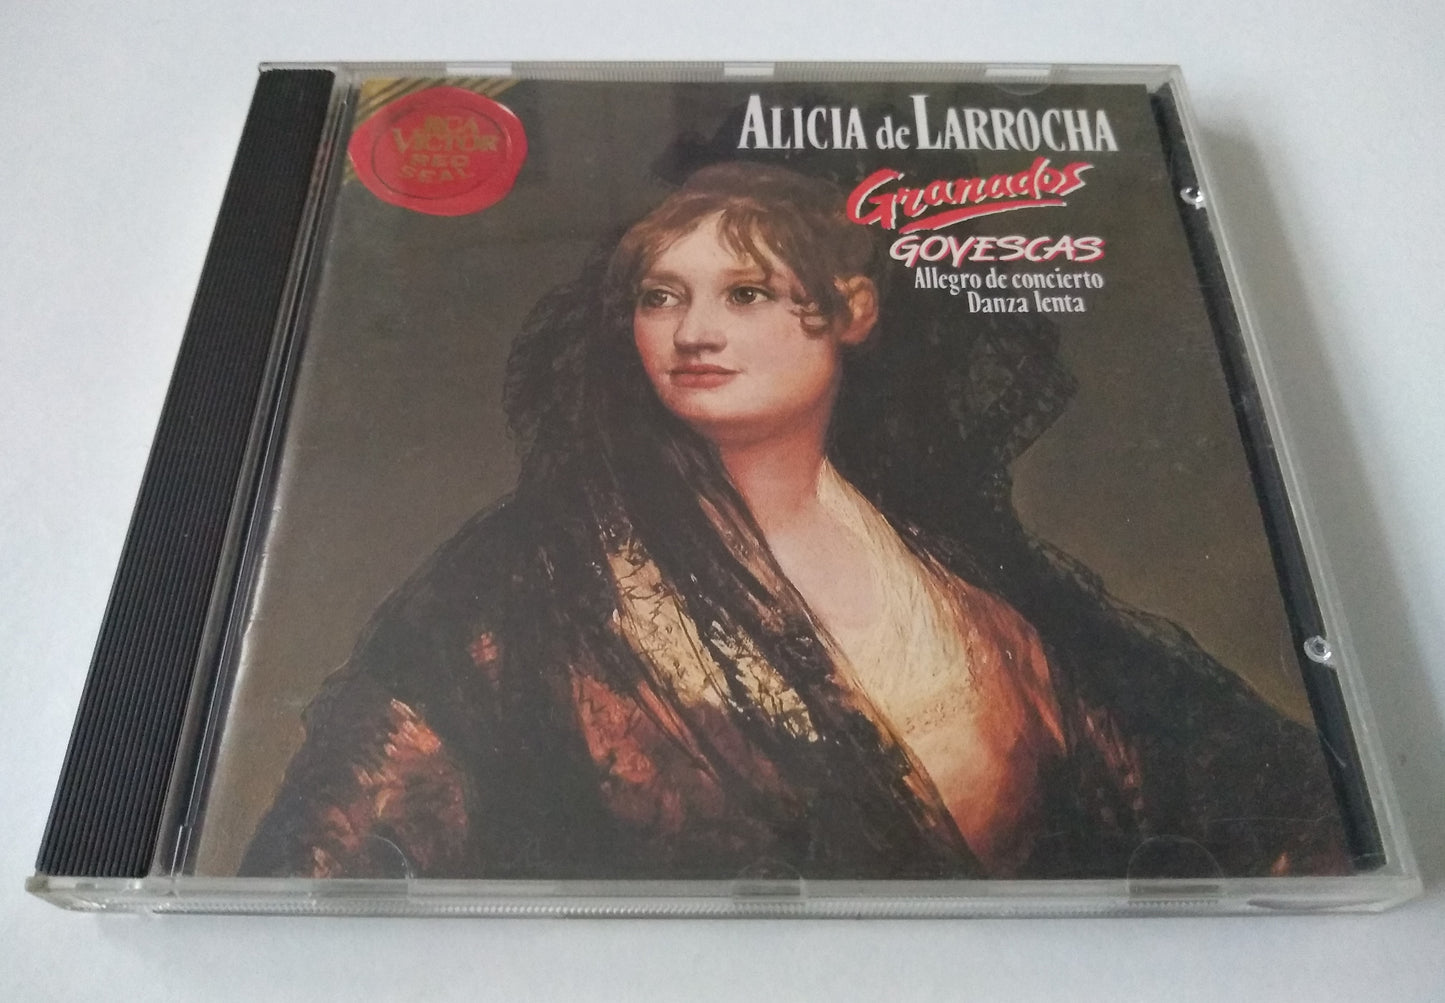 RCA
VICTOR
RED
SEAL
ALICIA de LARROCHA
Granados
GOYESCAS
Allegro de concierto
Danza lenta